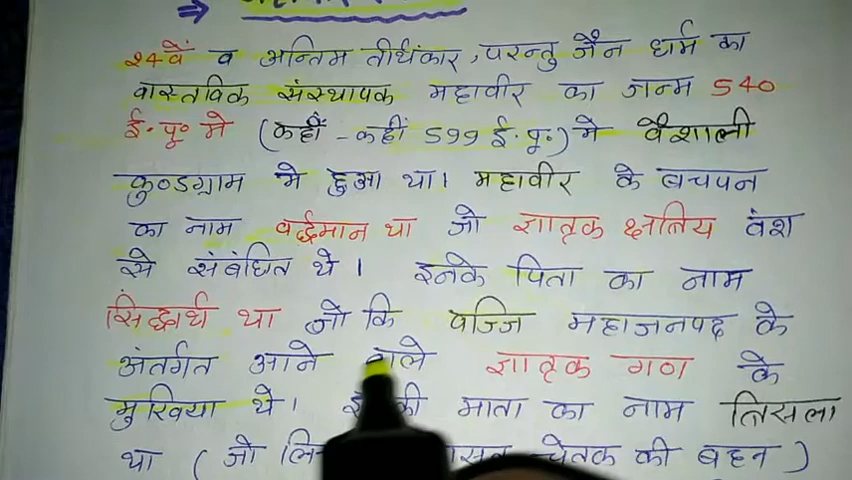 24वें व अन्तिम तीर्थंकार, परन्तु जैन धर्म का
वास्तविक संस्थापक महावीर का जन्म 540
ई.पू. मे (कहीं-कहीं 599 ई.पू.) मे वैशाली
कुण्डग्राम मे हुआ था। महावीर के बचपन
का नाम वर्द्धमान था जो ज्ञातृक क्षत्रिय वंश
से संबंधित थे। इनके पिता का नाम
सिद्धार्थ था जो कि वज्जि महाजनपद के
अंतर्गत आने वाले ज्ञातृक गण के
मुखिया थे। माता का नाम त्रिसला
था (जो चेतक की बहन)